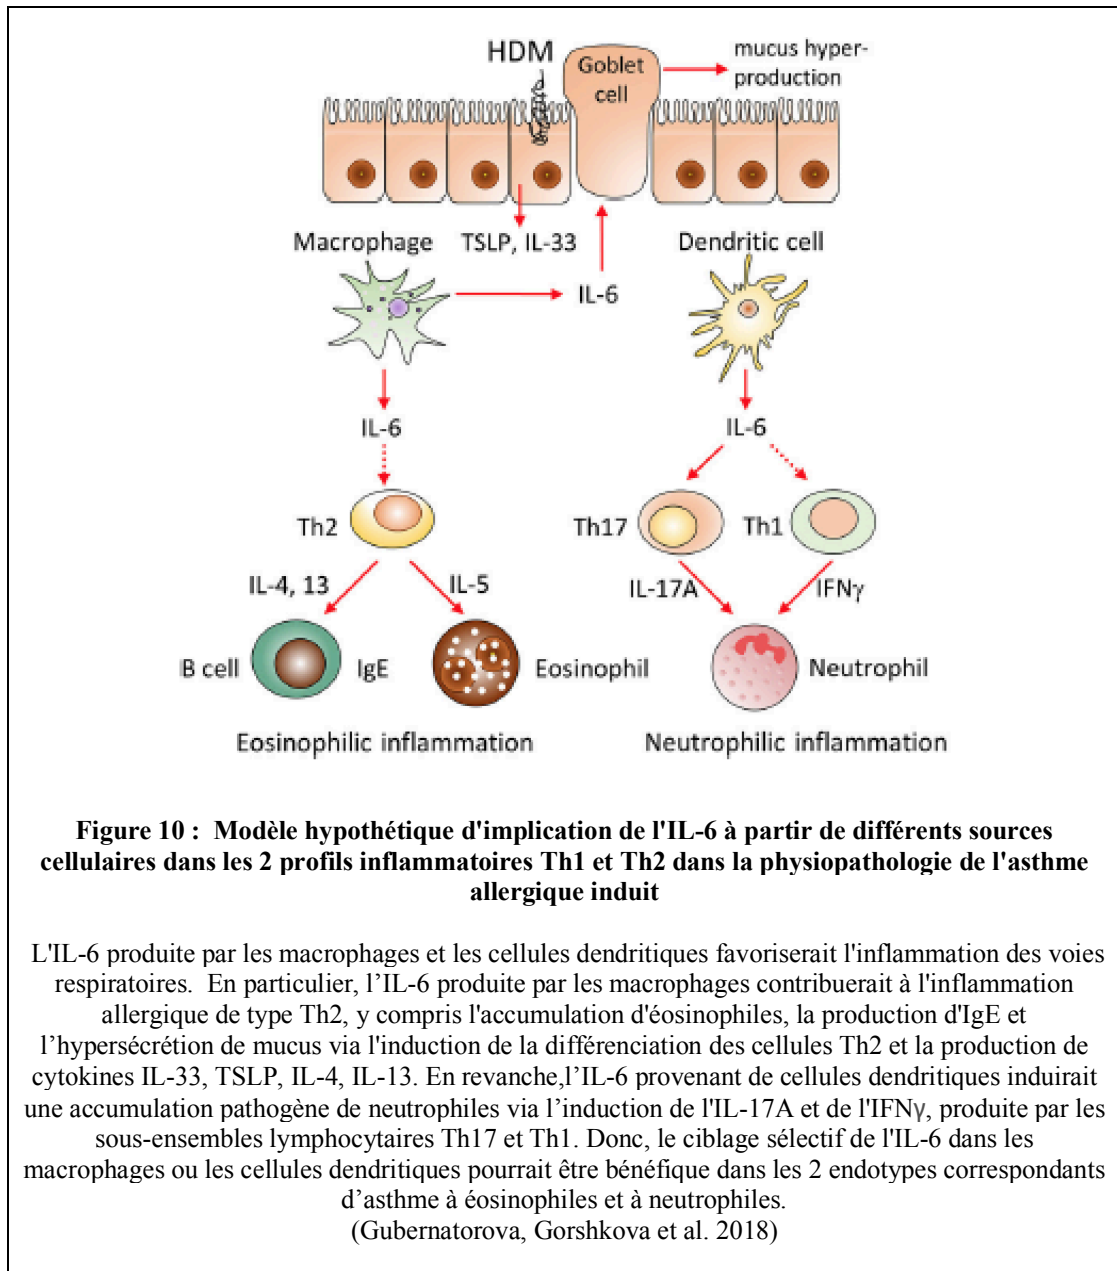 HDM
Goblet
cell
mucus hyper-
production
Macrophage
TSLP, IL-33
Dendritic cell
IL-6
IL-6
IL-6
Th2
Th17
Th1
IL-4, 13
IL-5
IL-17A
IFNγ
B cell
IgE
Eosinophil
Neutrophil
Eosinophilic inflammation
Neutrophilic inflammation
Figure 10 : Modèle hypothétique d'implication de l'IL-6 à partir de différents sources
cellulaires dans les 2 profils inflammatoires Th1 et Th2 dans la physiopathologie de l'asthme
allergique induit
L'IL-6 produite par les macrophages et les cellules dendritiques favoriserait l'inflammation des voies
respiratoires. En particulier, l’IL-6 produite par les macrophages contribuerait à l'inflammation
allergique de type Th2, y compris l'accumulation d'éosinophiles, la production d'IgE et
l’hypersécrétion de mucus via l'induction de la différenciation des cellules Th2 et la production de
cytokines IL-33, TSLP, IL-4, IL-13. En revanche,l’IL-6 provenant de cellules dendritiques induirait
une accumulation pathogène de neutrophiles via l’induction de l'IL-17A et de l'IFNγ, produite par les
sous-ensembles lymphocytaires Th17 et Th1. Donc, le ciblage sélectif de l'IL-6 dans les
macrophages ou les cellules dendritiques pourrait être bénéfique dans les 2 endotypes correspondants
d’asthme à éosinophiles et à neutrophiles.
(Gubernatorova, Gorshkova et al. 2018)